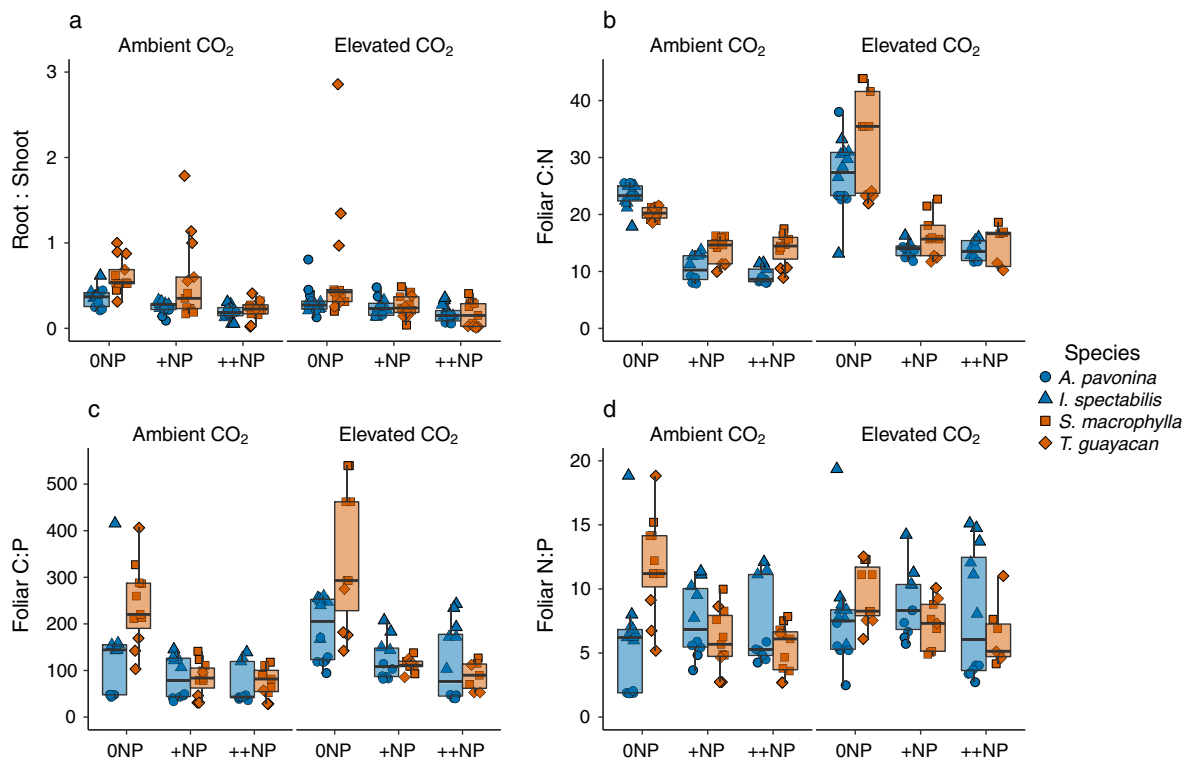 a
Ambient CO₂ Elevated CO₂
Root : Shoot
3
2
1
0
0NP +NP ++NP 0NP +NP ++NP
b
Ambient CO₂ Elevated CO₂
Foliar C:N
40
30
20
10
0
0NP +NP ++NP 0NP +NP ++NP
Species
A. pavonina
I. spectabilis
S. macrophylla
T. guayacan
c
Ambient CO₂ Elevated CO₂
Foliar C:P
500
400
300
200
100
0
0NP +NP ++NP 0NP +NP ++NP
d
Ambient CO₂ Elevated CO₂
Foliar N:P
20
15
10
5
0
0NP +NP ++NP 0NP +NP ++NP